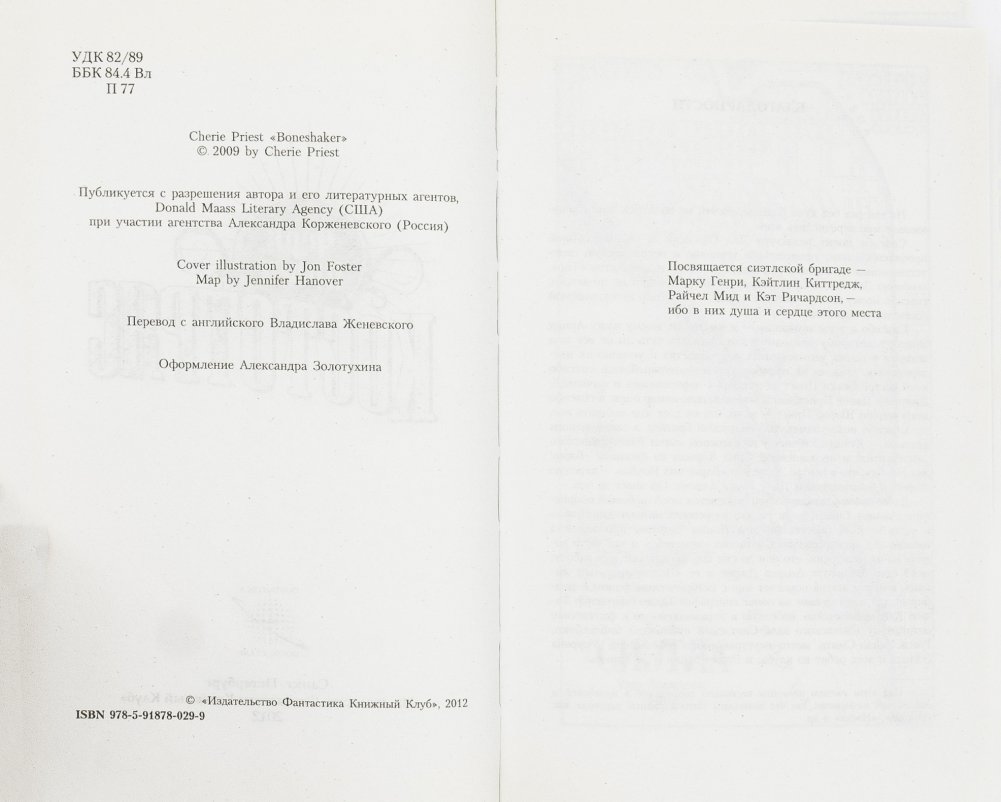 УДК 82/89
ББК 84.4 Вл
П 77
Cherie Priest «Boneshaker»
© 2009 by Cherie Priest
Публикуется с разрешения автора и его литературных агентов,
Donald Maass Literary Agency (США)
при участии агентства Александра Корженевского (Россия)
Cover illustration by Jon Foster
Map by Jennifer Hanover
Перевод с английского Владислава Женевского
Оформление Александра Золотухина
© «Издательство Фантастика Книжный Клуб», 2012
ISBN 978-5-91878-029-9
Посвящается сиэтлской бригаде —
Марку Генри, Кэйтлин Киттредж,
Райчел Мид и Кэт Ричардсон, —
ибо в них душа и сердце этого места